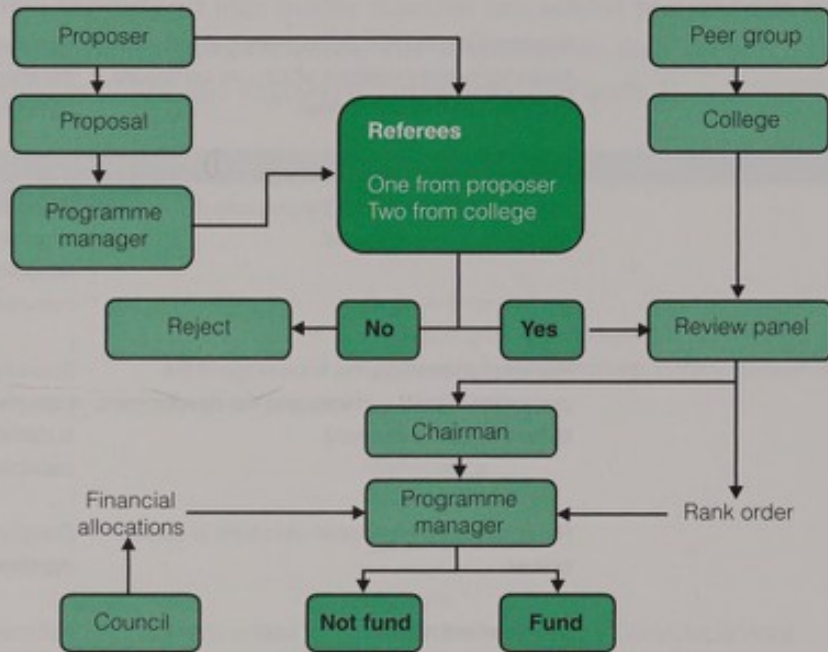 Proposer
Peer group
Proposal
College
Referees
One from proposer
Two from college
Programme
manager
Reject
No
Yes
Review panel
Chairman
Financial
allocations
Programme
manager
Rank order
Council
Not fund
Fund